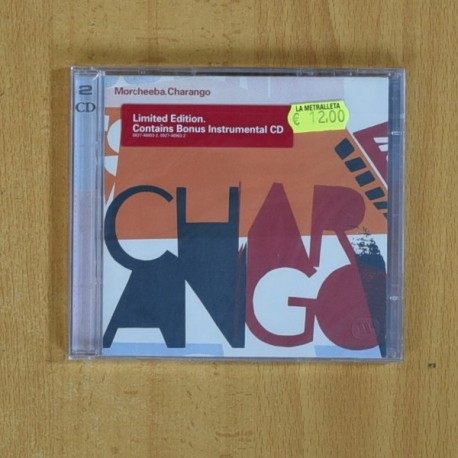 2
CD
Morcheeba.Charango
LA METRALLETA
€ 12,00
Limited Edition.
Contains Bonus Instrumental CD
CHAR
ANGO